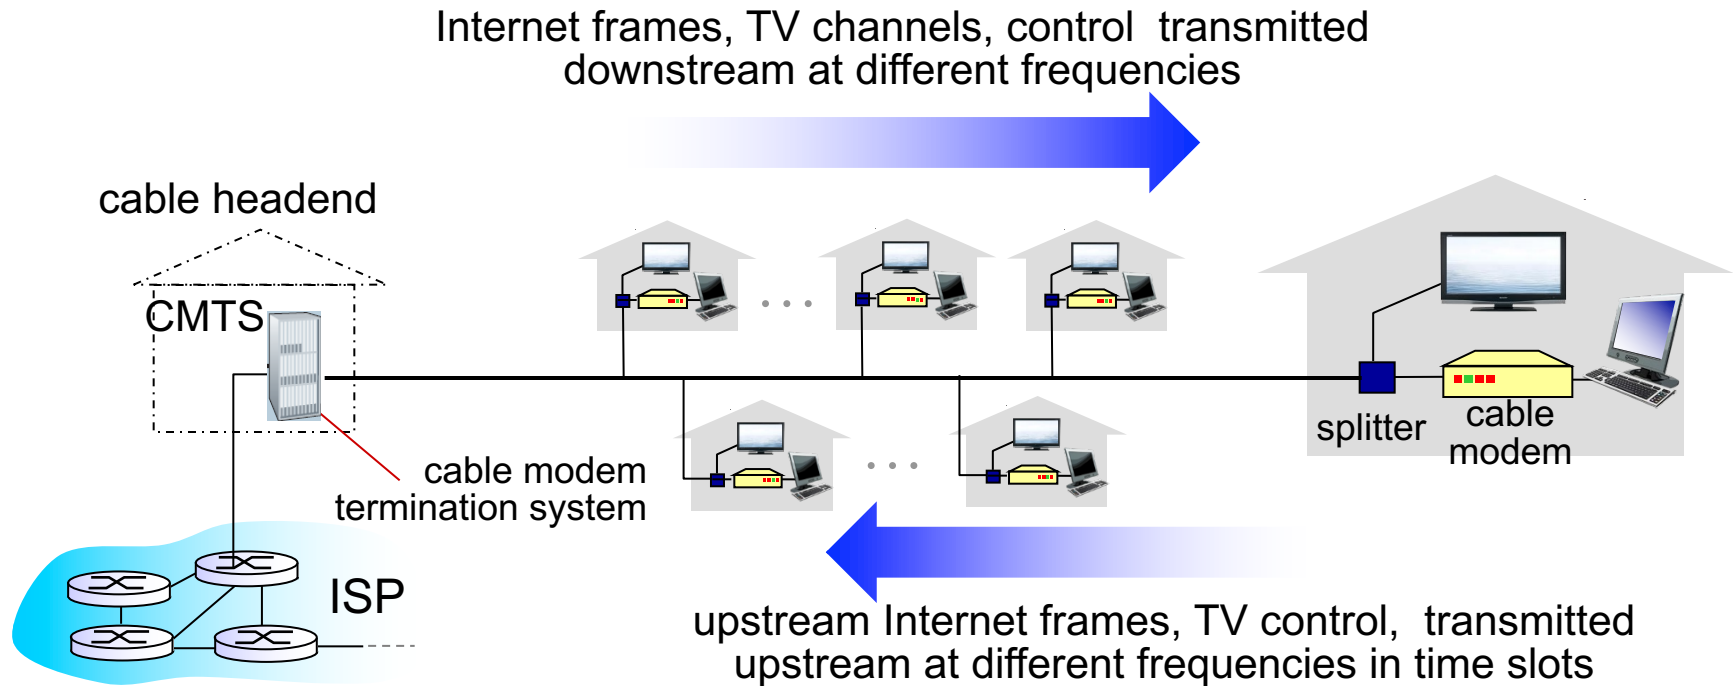 Internet frames, TV channels, control  transmitted
downstream at different frequencies
cable headend
CMTS
splitter
cable
modem
cable modem
termination system
ISP
upstream Internet frames, TV control,  transmitted
upstream at different frequencies in time slots